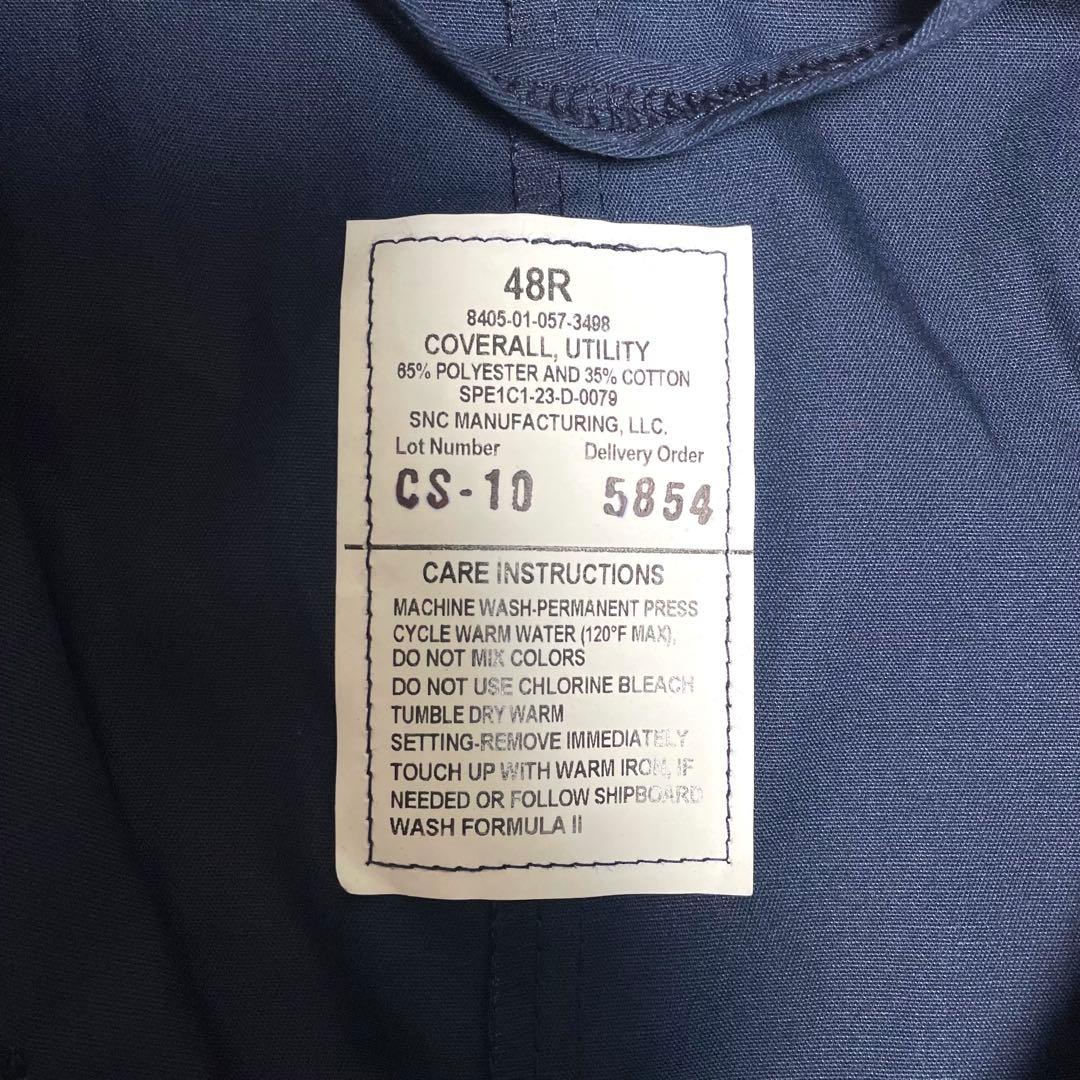 48R
8405-01-057-3498
COVERALL, UTILITY
65% POLYESTER AND 35% COTTON
SPE1C1-23-D-0079
SNC MANUFACTURING, LLC.
Lot Number Delivery Order
CS-10 5854
CARE INSTRUCTIONS
MACHINE WASH-PERMANENT PRESS
CYCLE WARM WATER (120°F MAX),
DO NOT MIX COLORS
DO NOT USE CHLORINE BLEACH
TUMBLE DRY WARM
SETTING-REMOVE IMMEDIATELY
TOUCH UP WITH WARM IRON, IF
NEEDED OR FOLLOW SHIPBOARD
WASH FORMULA II